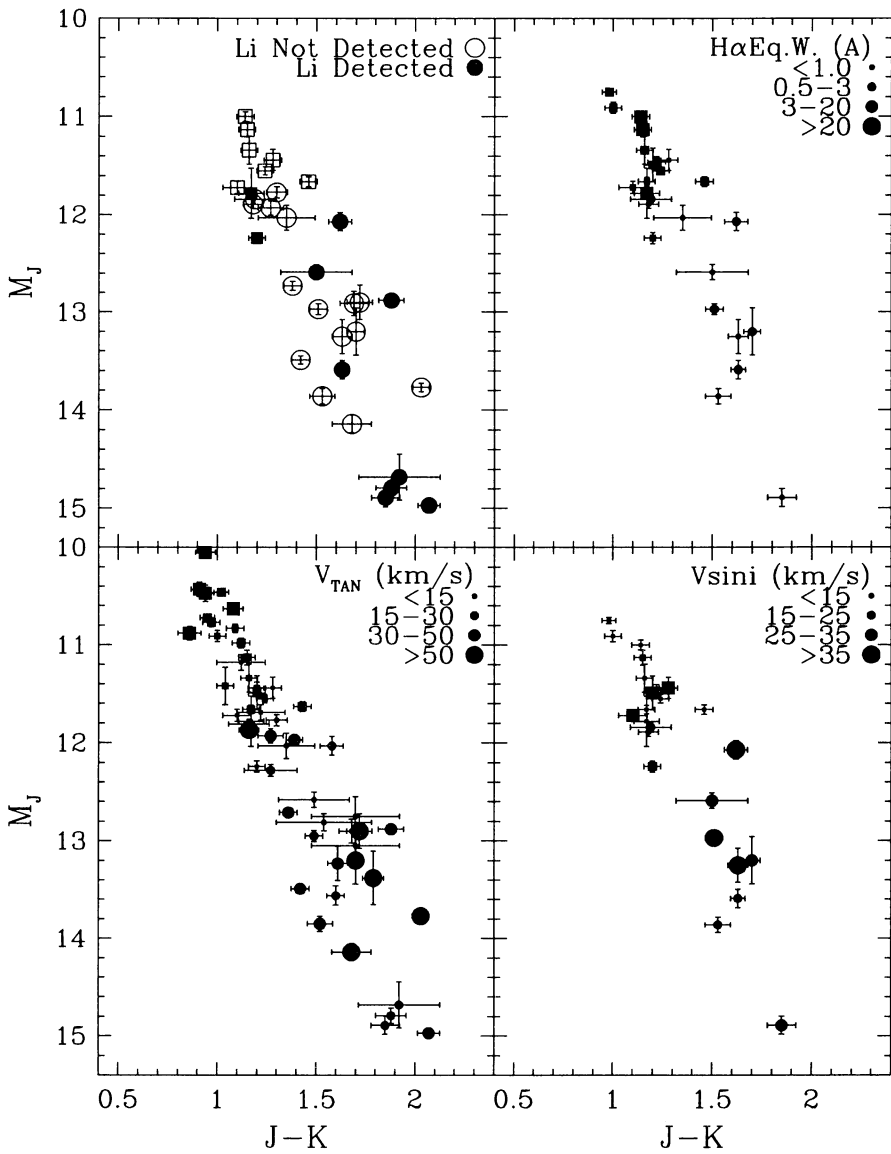 10
11
12
13
14
15
M_J
Li Not Detected
Li Detected
HαEq.W. (A)
<1.0
0.5−3
3−20
>20
10
11
12
13
14
15
M_J
V_TAN (km/s)
<15
15−30
30−50
>50
Vsini (km/s)
<15
15−25
25−35
>35
0.5 1 1.5 2
0.5 1 1.5 2
J−K
J−K